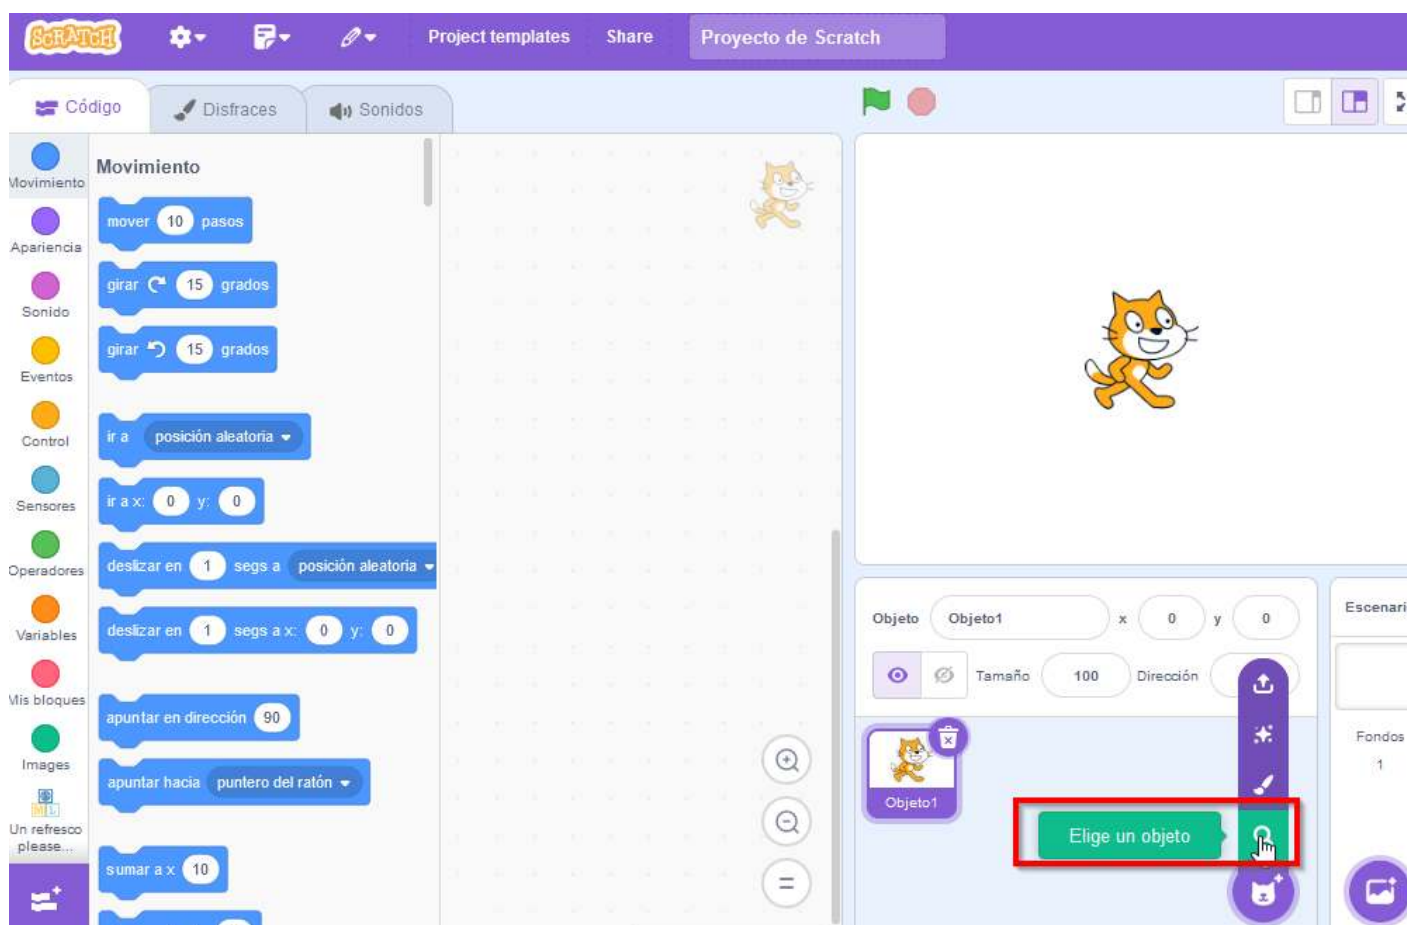 SCRATCH
Project templates
Share
Proyecto de Scratch
Código
Disfraces
Sonidos
Movimiento
Apariencia
Sonido
Eventos
Control
Sensores
Operadores
Variables
Mis bloques
Images
ML
Un refresco
please...
Movimiento
mover 10 pasos
girar 15 grados
girar 15 grados
ir a posición aleatoria
ir a x: 0 y: 0
deslizar en 1 segs a posición aleatoria
deslizar en 1 segs a x: 0 y: 0
apuntar en dirección 90
apuntar hacia puntero del ratón
sumar a x 10
Objeto Objeto1 x 0 y 0
Tamaño 100 Dirección
Objeto1
Elige un objeto
Escenari
Fondos
1